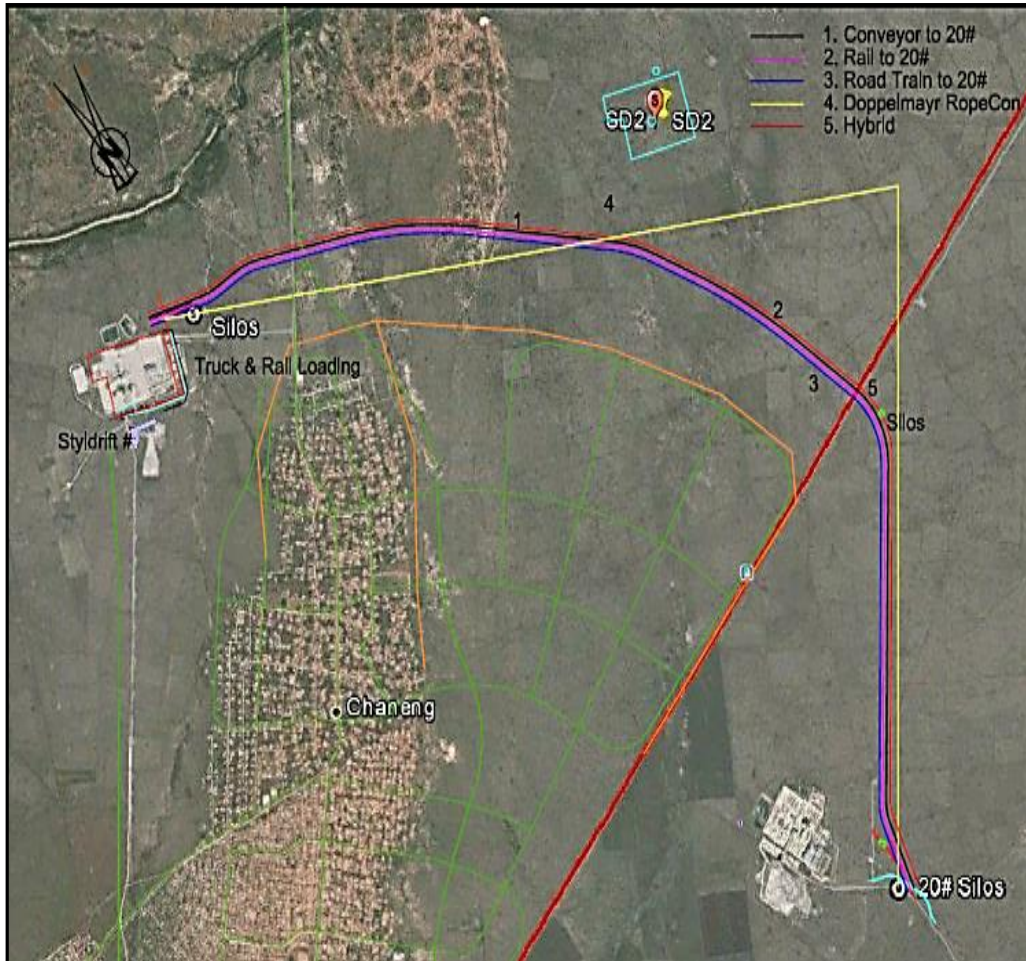 1. Conveyor to 20#
2. Rail to 20#
3. Road Train to 20#
4. Doppelmayr RopeCon
5. Hybrid
N
SD2
SD2
1
4
2
3
5
Silos
Silos
Truck & Rail Loading
Styldrift #
Chaneng
20# Silos